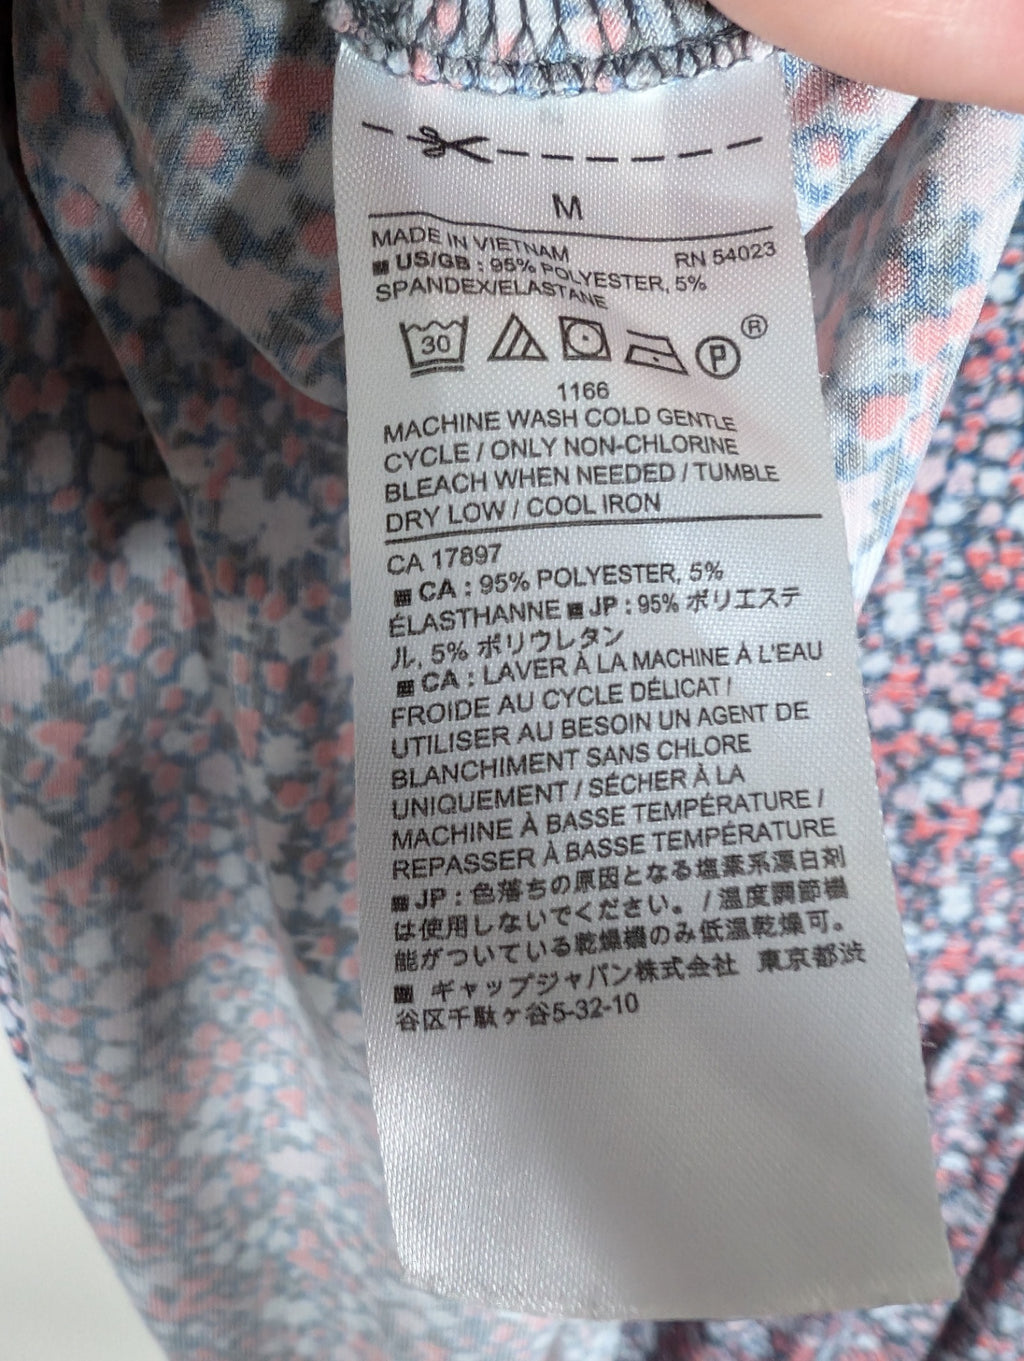 M
MADE IN VIETNAM RN 54023
US/GB : 95% POLYESTER, 5%
SPANDEX/ELASTANE
30 P ®
1166
MACHINE WASH COLD GENTLE
CYCLE / ONLY NON-CHLORINE
BLEACH WHEN NEEDED / TUMBLE
DRY LOW / COOL IRON
CA 17897
CA : 95% POLYESTER, 5%
ÉLASTHANNE JP : 95% ポリエステ
ル, 5% ポリウレタン
CA : LAVER À LA MACHINE À L'EAU
FROIDE AU CYCLE DÉLICAT /
UTILISER AU BESOIN UN AGENT DE
BLANCHIMENT SANS CHLORE
UNIQUEMENT / SÉCHER À LA
MACHINE À BASSE TEMPÉRATURE /
REPASSER À BASSE TEMPÉRATURE
JP : 色落ちの原因となる塩素系漂白剤
は使用しないでください。 / 温度調節機
能がついている乾燥機のみ低温乾燥可。
ギャップジャパン株式会社 東京都渋
谷区千駄ヶ谷5-32-10